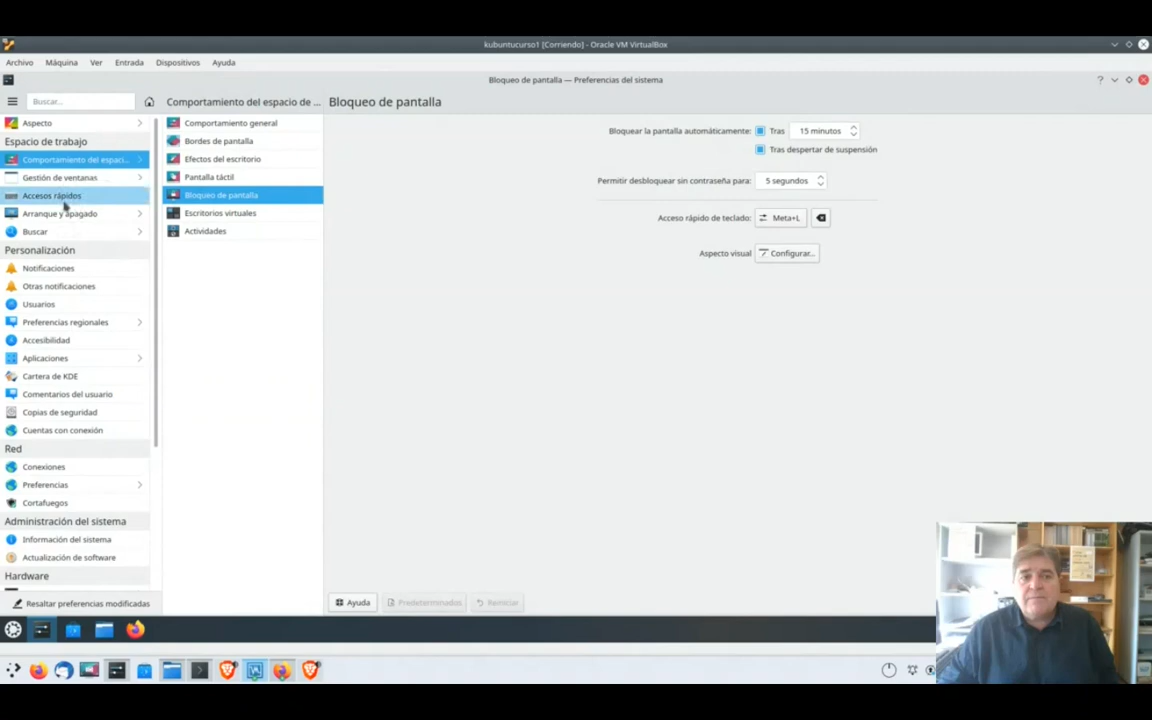 kubuntucurso1 [Corriendo] - Oracle VM VirtualBox
Archivo Máquina Ver Entrada Dispositivos Ayuda
Bloqueo de pantalla — Preferencias del sistema
Buscar...
Comportamiento del espacio de ...
Bloqueo de pantalla
Aspecto
Espacio de trabajo
Comportamiento del espaci...
Gestión de ventanas
Accesos rápidos
Arranque y apagado
Buscar
Personalización
Notificaciones
Otras notificaciones
Usuarios
Preferencias regionales
Accesibilidad
Aplicaciones
Cartera de KDE
Comentarios del usuario
Copias de seguridad
Cuentas con conexión
Red
Conexiones
Preferencias
Cortafuegos
Administración del sistema
Información del sistema
Actualización de software
Hardware
Resaltar preferencias modificadas
Comportamiento general
Bordes de pantalla
Efectos del escritorio
Pantalla táctil
Bloqueo de pantalla
Escritorios virtuales
Actividades
Bloquear la pantalla automáticamente: Tras 15 minutos
Tras despertar de suspensión
Permitir desbloquear sin contraseña para: 5 segundos
Acceso rápido de teclado: Meta+L
Aspecto visual Configurar...
Ayuda Predeterminados Reiniciar